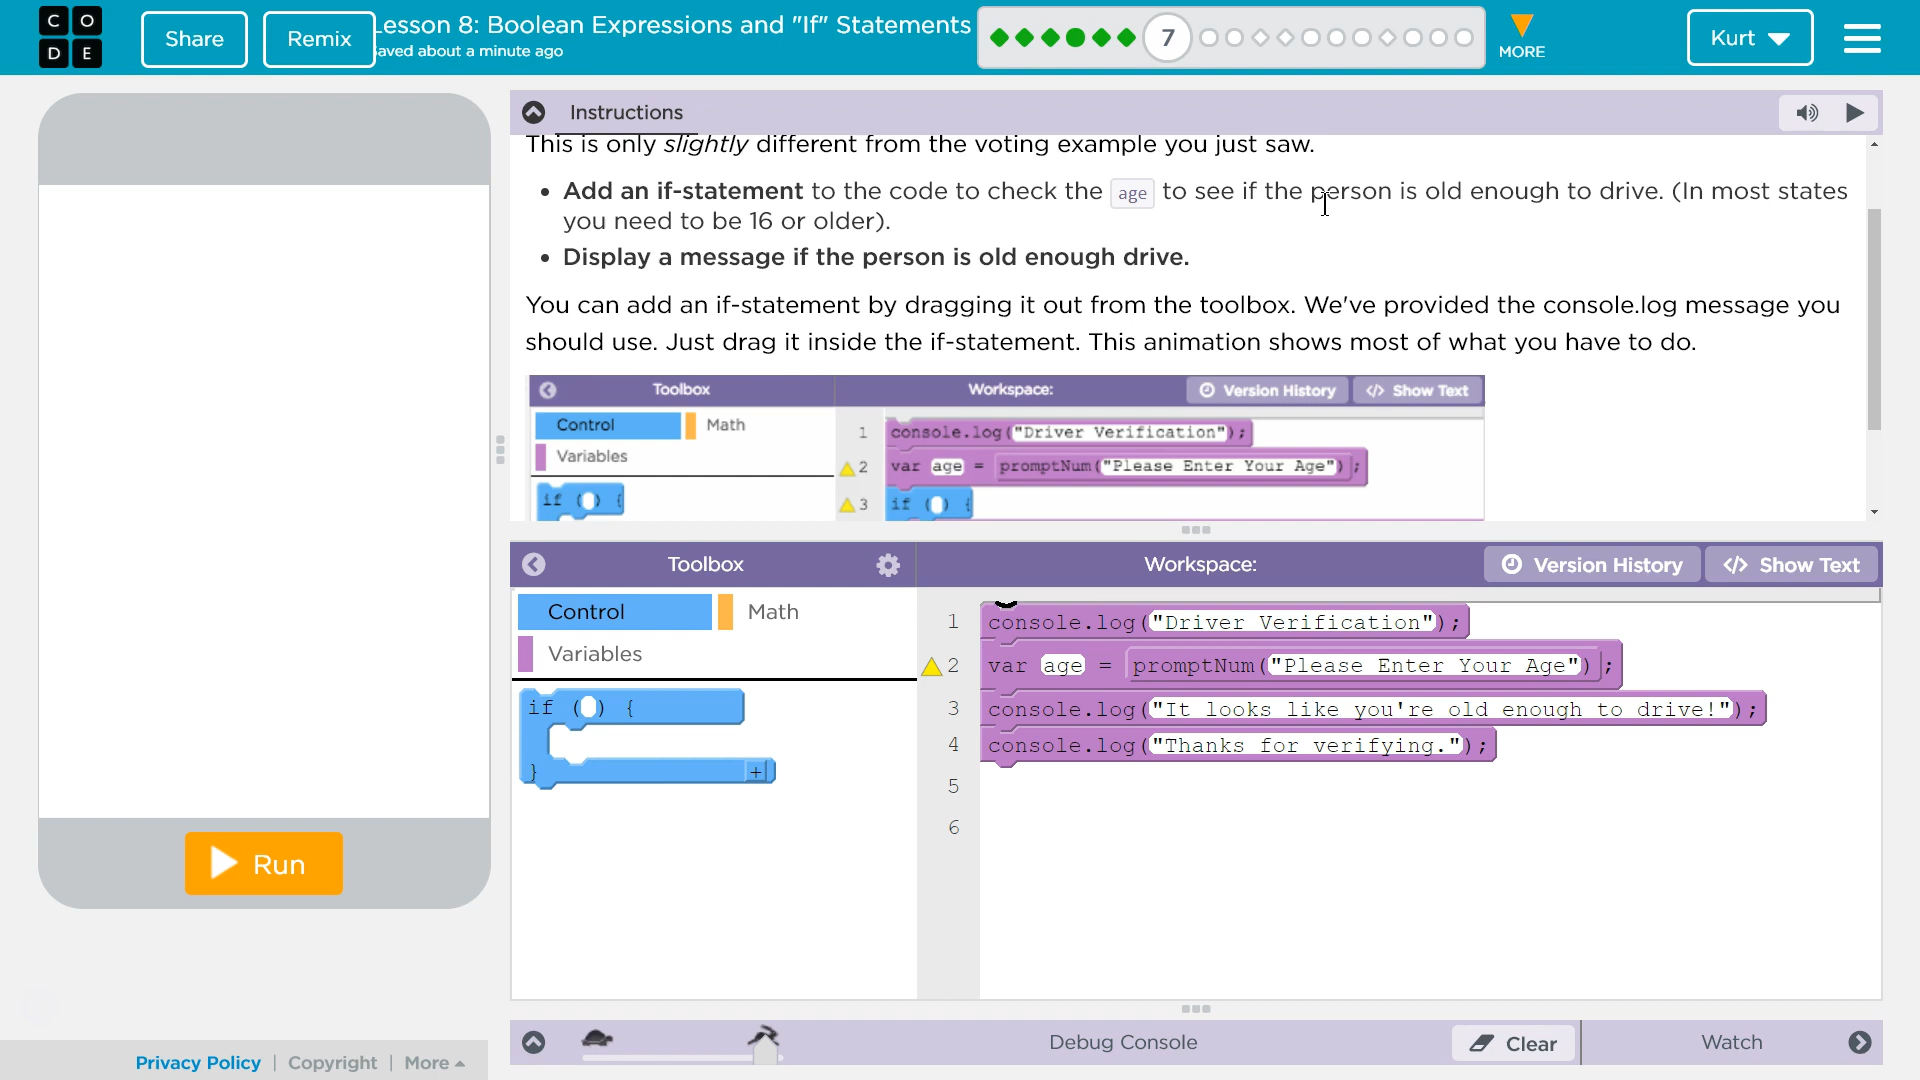 CODE
Share
Remix
Lesson 8: Boolean Expressions and "If" Statements
Saved about a minute ago
7
MORE
Kurt
Instructions
This is only slightly different from the voting example you just saw.
• Add an if-statement to the code to check the age to see if the person is old enough to drive. (In most states
you need to be 16 or older).
• Display a message if the person is old enough drive.
You can add an if-statement by dragging it out from the toolbox. We've provided the console.log message you
should use. Just drag it inside the if-statement. This animation shows most of what you have to do.
Toolbox
Workspace:
Version History
</> Show Text
Control
Math
Variables
if ( ) {
1 console.log("Driver Verification");
2 var age = promptNum("Please Enter Your Age");
3 if ( ) {
Toolbox
Workspace:
Version History
</> Show Text
Control
Math
Variables
if ( ) {
} +
1 console.log("Driver Verification");
2 var age = promptNum("Please Enter Your Age");
3 console.log("It looks like you're old enough to drive!");
4 console.log("Thanks for verifying.");
5
6
Run
Debug Console
Clear
Watch
Privacy Policy | Copyright | More